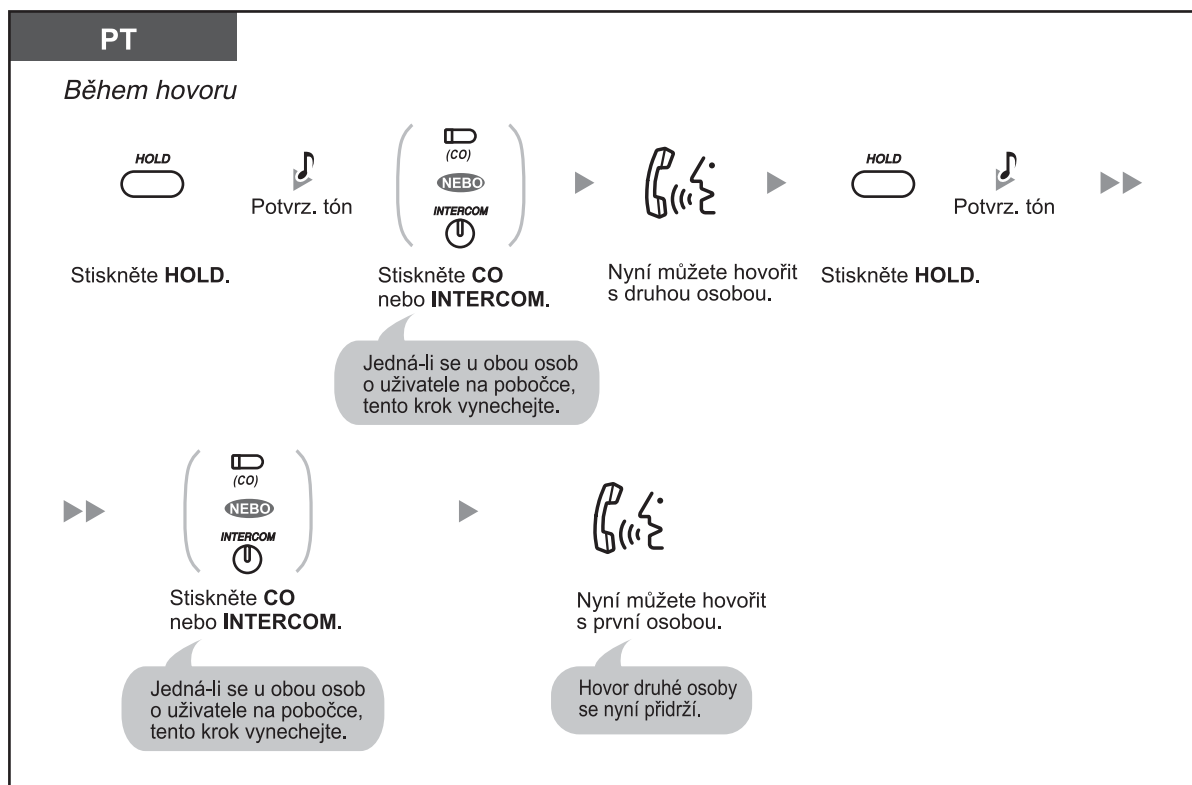 PT
Během hovoru
HOLD
Potvrz. tón
(CO)
NEBO
INTERCOM
HOLD
Potvrz. tón
Stiskněte HOLD.
Stiskněte CO
nebo INTERCOM.
Nyní můžete hovořit
s druhou osobou.
Stiskněte HOLD.
Jedná-li se u obou osob
o uživatele na pobočce,
tento krok vynechejte.
(CO)
NEBO
INTERCOM
Stiskněte CO
nebo INTERCOM.
Nyní můžete hovořit
s první osobou.
Jedná-li se u obou osob
o uživatele na pobočce,
tento krok vynechejte.
Hovor druhé osoby
se nyní přidrží.